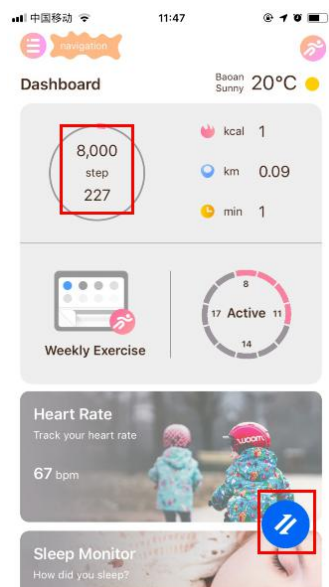 中国移动
11:47
navigation
Dashboard
Baoan
Sunny
20°C
8,000
step
227
kcal 1
km 0.09
min 1
Weekly Exercise
8
17 Active 11
14
Heart Rate
Track your heart rate
67 bpm
woom
Sleep Monitor
How did you sleep?